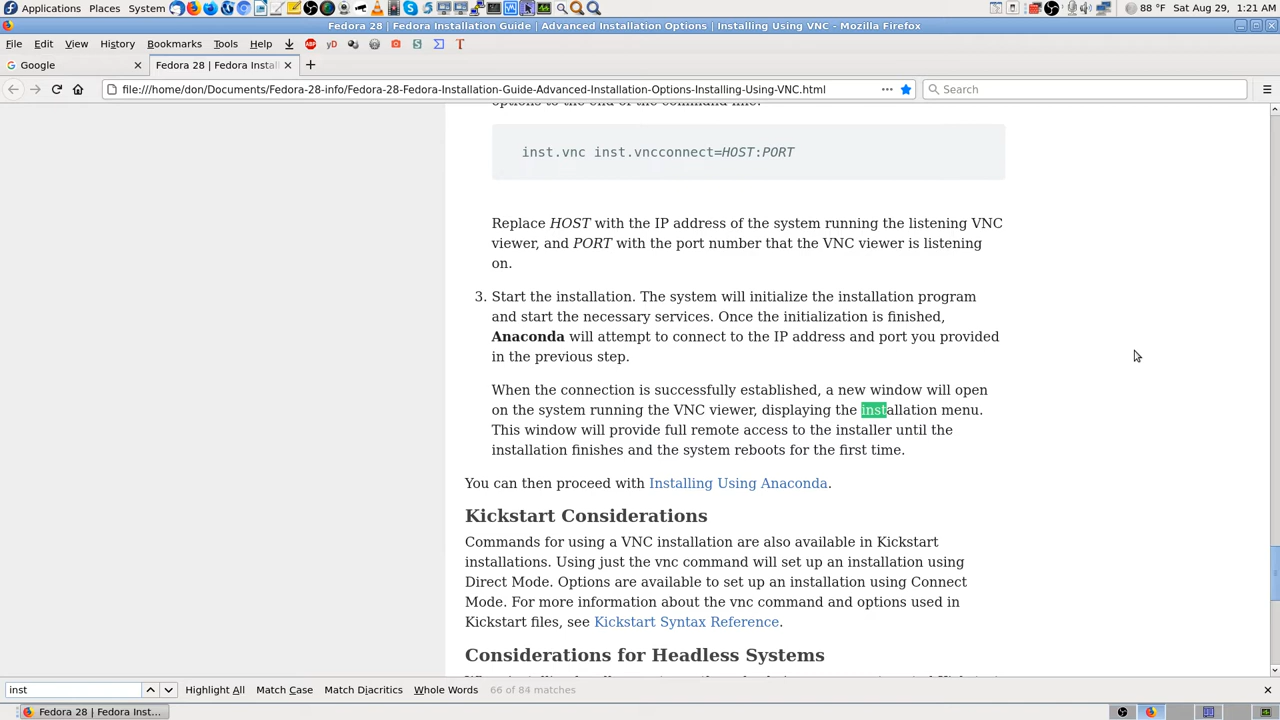 Applications Places System 88 °F Sat Aug 29, 1:21 AM
Fedora 28 | Fedora Installation Guide | Advanced Installation Options | Installing Using VNC - Mozilla Firefox
File Edit View History Bookmarks Tools Help
Google Fedora 28 | Fedora Instal
file:///home/don/Documents/Fedora-28-info/Fedora-28-Fedora-Installation-Guide-Advanced-Installation-Options-Installing-Using-VNC.html Search
options to the end of the command line:
inst.vnc inst.vncconnect=HOST:PORT
Replace HOST with the IP address of the system running the listening VNC
viewer, and PORT with the port number that the VNC viewer is listening
on.
3. Start the installation. The system will initialize the installation program
and start the necessary services. Once the initialization is finished,
Anaconda will attempt to connect to the IP address and port you provided
in the previous step.
When the connection is successfully established, a new window will open
on the system running the VNC viewer, displaying the installation menu.
This window will provide full remote access to the installer until the
installation finishes and the system reboots for the first time.
You can then proceed with Installing Using Anaconda.
Kickstart Considerations
Commands for using a VNC installation are also available in Kickstart
installations. Using just the vnc command will set up an installation using
Direct Mode. Options are available to set up an installation using Connect
Mode. For more information about the vnc command and options used in
Kickstart files, see Kickstart Syntax Reference.
Considerations for Headless Systems
inst Highlight All Match Case Match Diacritics Whole Words 66 of 84 matches
Fedora 28 | Fedora Inst...